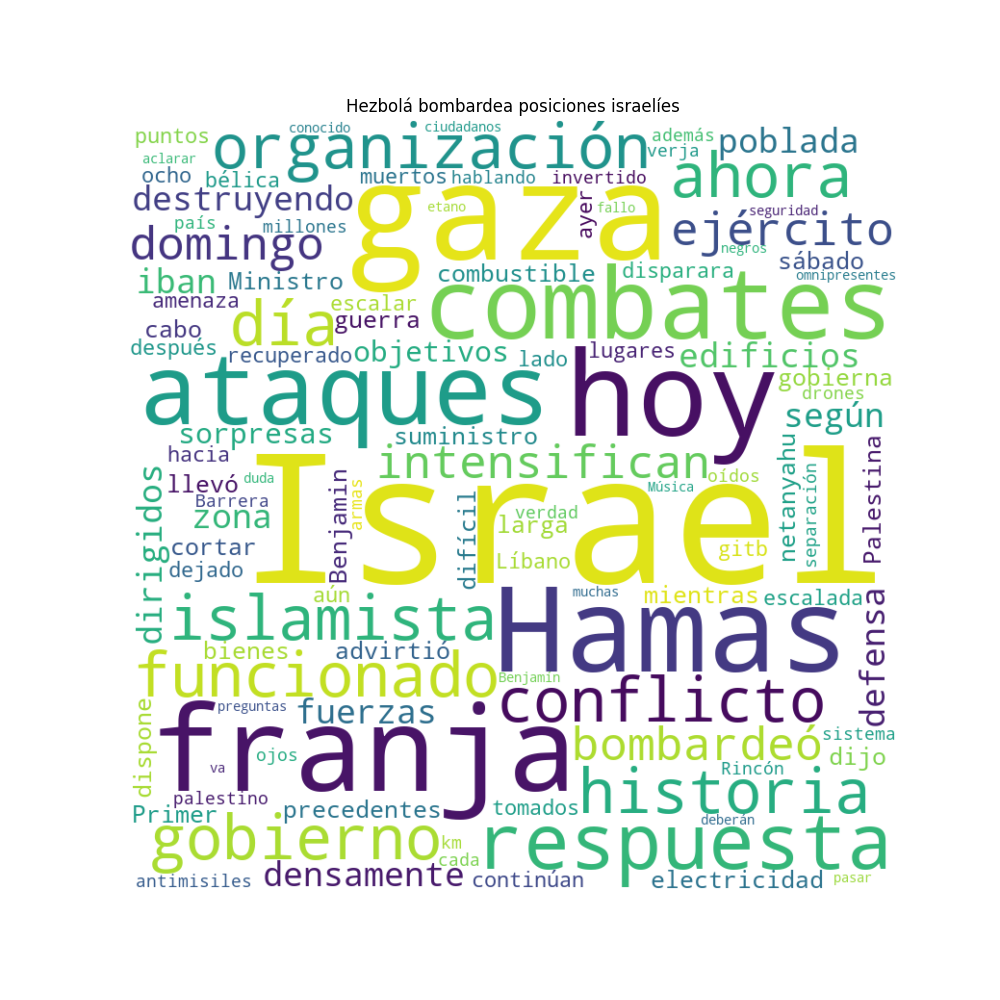 Hezbolá bombardea posiciones israelíes
puntos
organización
conocido
ciudadanos
además
poblada
aclarar
verja
ocho
bélica
muertos
hablando
invertido
ahora
destruyendo
gaza
etano
fallo
ayer
seguridad
país
millones
ejército
domingo
negros
iban
Ministro
combustible
disparara
sábado
omnipresentes
amenaza
escalar
combates
día
guerra
cabo
después
recuperado
objetivos
lado
lugares
edificios
gobierna
drones
ataques
hoy
según
sorpresas
suministro
hacia
intensifican
oídos
llevó
duda
Música
Barrera
zona
Israel
Benjamin
armas
difícil
verdad
larga
netanyahu
separación
Palestina
dirigidos
cortar
dejado
Líbano
gitb
aún
muchas
mientras
escalada
islamista
Hamas
defensa
bienes
advirtió
funcionado
Benjamín
conflicto
preguntas
fuerzas
franja
dispone
bombardeó
sistema
dijo
ojos
va
Rincón
palestino
historia
Primer
precedentes
tomados
deberán
gobierno
km
respuesta
cada
antimisiles
densamente
continúan
electricidad
pasar